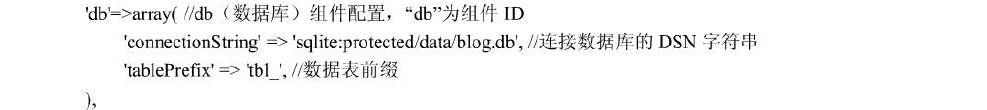 'db'=>array( //db（数据库）组件配置，“db”为组件 ID
'connectionString' => 'sqlite:protected/data/blog.db', //连接数据库的 DSN 字符串
'tablePrefix' => 'tbl_', //数据表前缀
),